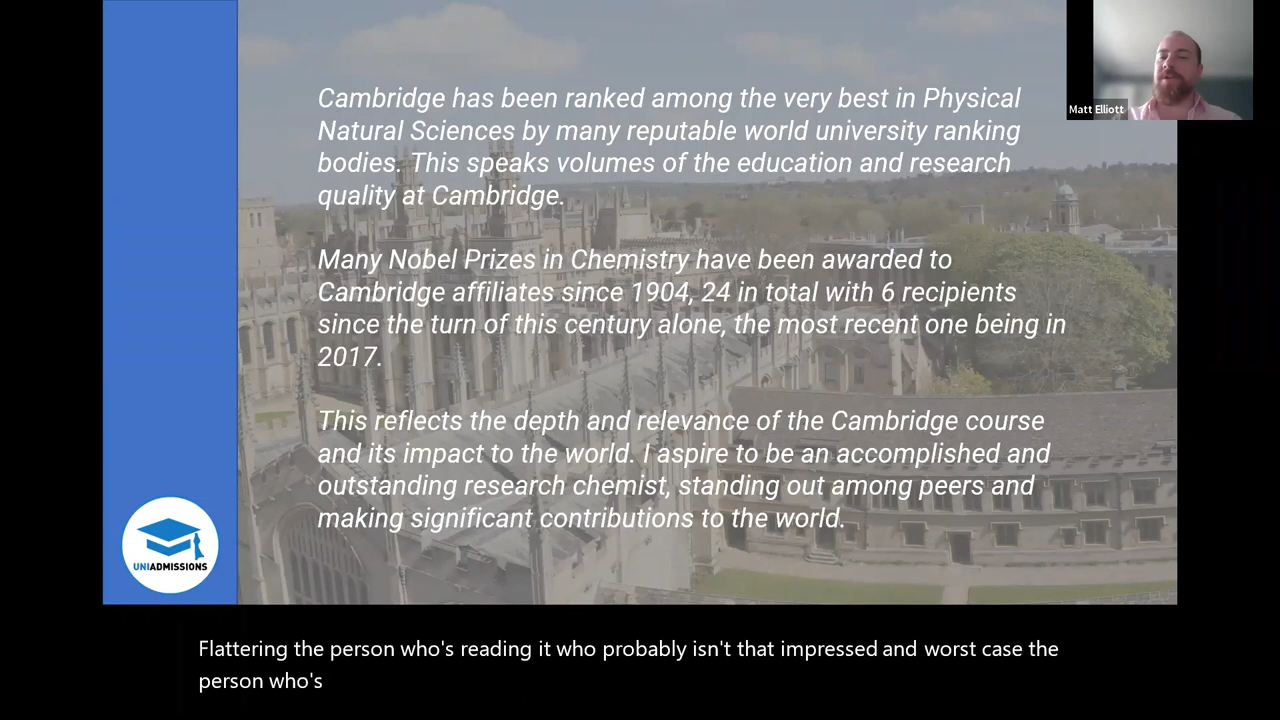 Cambridge has been ranked among the very best in Physical
Natural Sciences by many reputable world university ranking
bodies. This speaks volumes of the education and research
quality at Cambridge.
Many Nobel Prizes in Chemistry have been awarded to
Cambridge affiliates since 1904, 24 in total with 6 recipients
since the turn of this century alone, the most recent one being in
2017.
This reflects the depth and relevance of the Cambridge course
and its impact to the world. I aspire to be an accomplished and
outstanding research chemist, standing out among peers and
making significant contributions to the world.
Matt Elliott
UNIADMISSIONS
Flattering the person who's reading it who probably isn't that impressed and worst case the
person who's